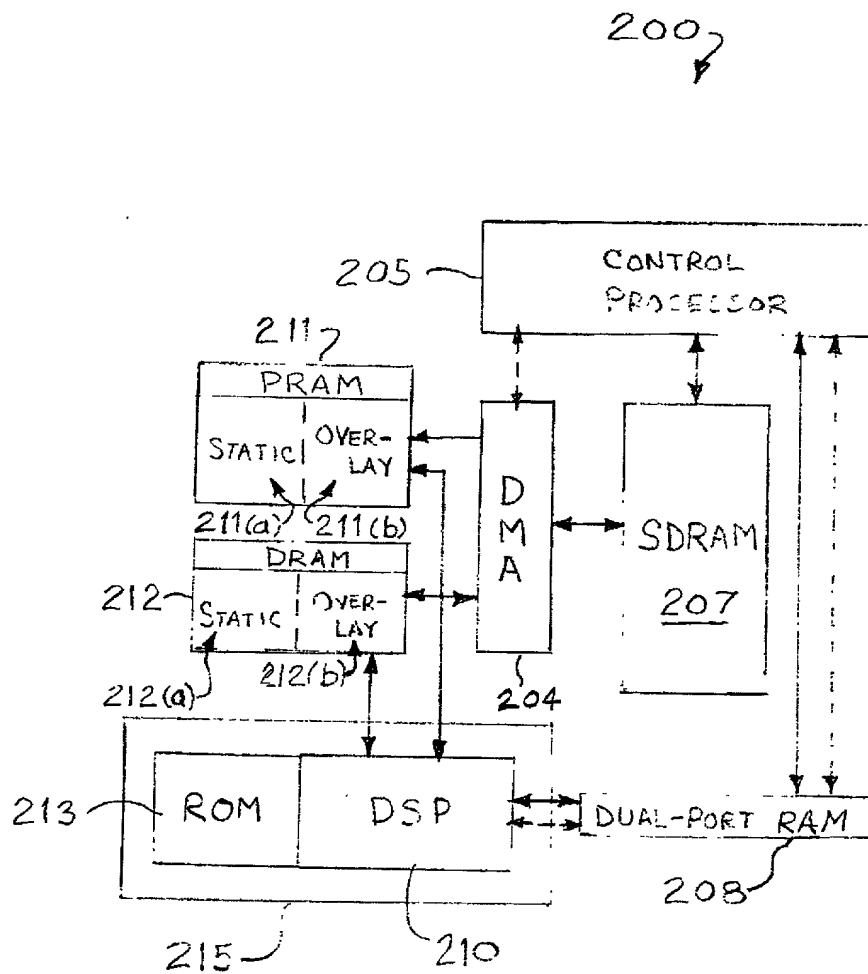 200
205
CONTROL
PROCESSOR
211
PRAM
STATIC
OVER-
LAY
211(a)
211(b)
DRAM
212
STATIC
OVER-
LAY
212(a)
212(b)
DMA
204
SDRAM
207
213
ROM
DSP
DUAL-PORT RAM
208
215
210